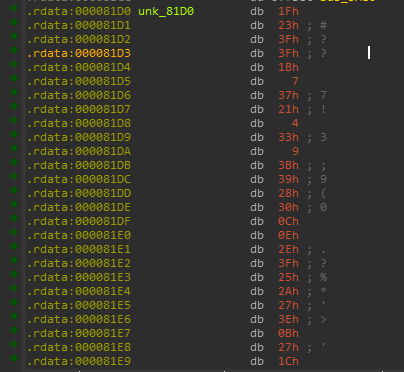 .rdata:000081D0 unk_81D0 db 1Fh
.rdata:000081D1 db 23h ; #
.rdata:000081D2 db 3Fh ; ?
.rdata:000081D3 db 3Fh ; ?
.rdata:000081D4 db 1Bh
.rdata:000081D5 db 7
.rdata:000081D6 db 37h ; 7
.rdata:000081D7 db 21h ; !
.rdata:000081D8 db 4
.rdata:000081D9 db 33h ; 3
.rdata:000081DA db 9
.rdata:000081DB db 3Bh ; ;
.rdata:000081DC db 39h ; 9
.rdata:000081DD db 28h ; (
.rdata:000081DE db 30h ; 0
.rdata:000081DF db 0Ch
.rdata:000081E0 db 0Eh
.rdata:000081E1 db 2Eh ; .
.rdata:000081E2 db 3Fh ; ?
.rdata:000081E3 db 25h ; %
.rdata:000081E4 db 2Ah ; *
.rdata:000081E5 db 27h ; '
.rdata:000081E6 db 3Eh ; >
.rdata:000081E7 db 0Bh
.rdata:000081E8 db 27h ; '
.rdata:000081E9 db 1Ch